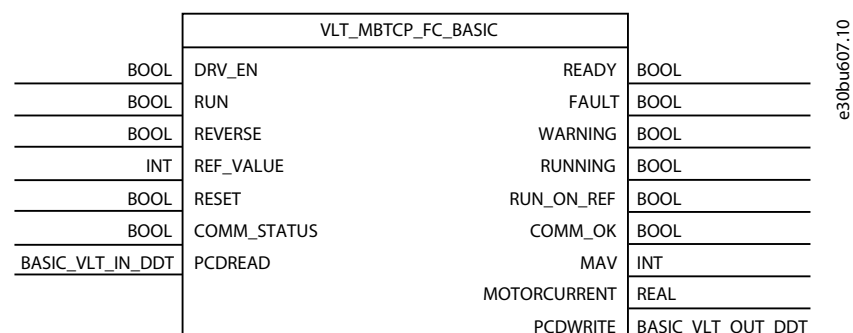 VLT_MBTCP_FC_BASIC
BOOL DRV_EN READY BOOL
BOOL RUN FAULT BOOL
BOOL REVERSE WARNING BOOL
INT REF_VALUE RUNNING BOOL
BOOL RESET RUN_ON_REF BOOL
BOOL COMM_STATUS COMM_OK BOOL
BASIC_VLT_IN_DDT PCDREAD MAV INT
MOTORCURRENT REAL
PCDWRITE BASIC_VLT_OUT_DDT
e30bu607.10